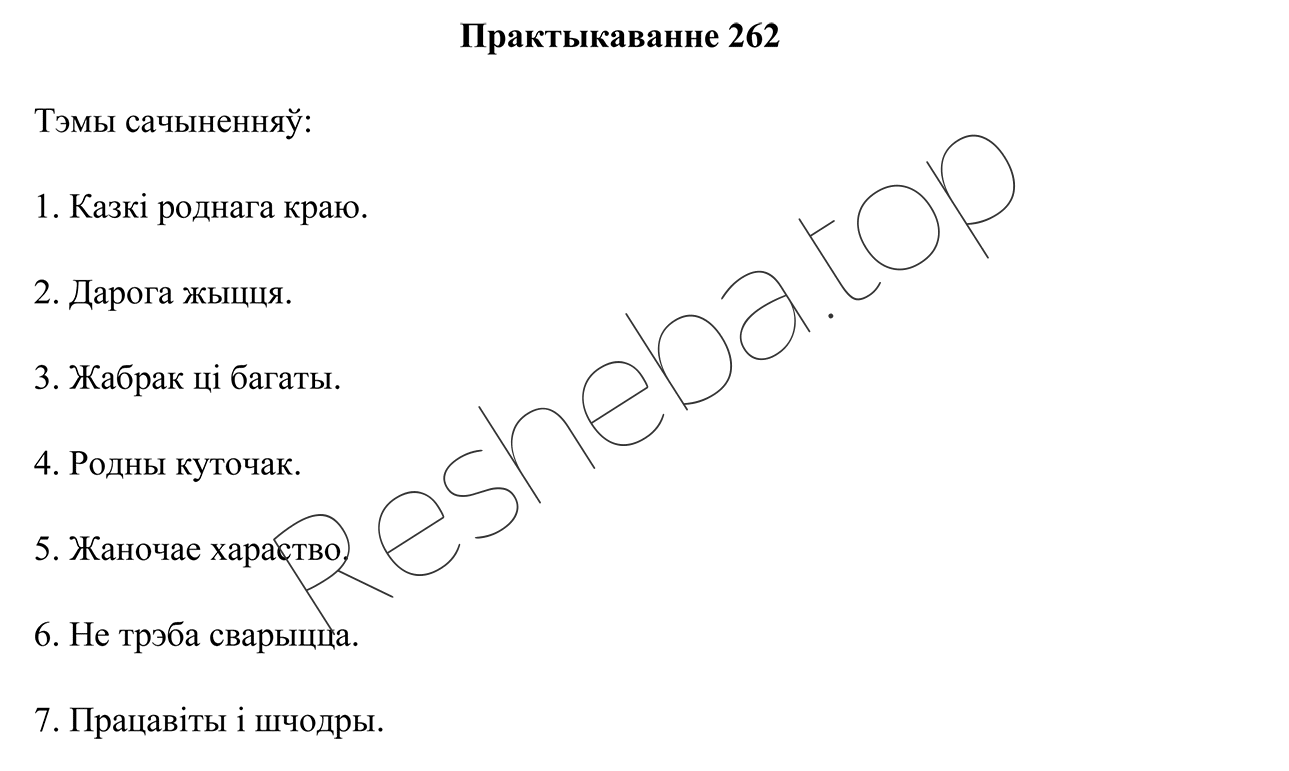 Практыкаванне 262
Тэмы сачыненняў:
1. Казкі роднага краю.
2. Дарога жыцця.
3. Жабрак ці багаты.
4. Родны куточак.
5. Жаночае хараство.
6. Не трэба сварыцца.
7. Працавіты і шчодры.
Resheba.top